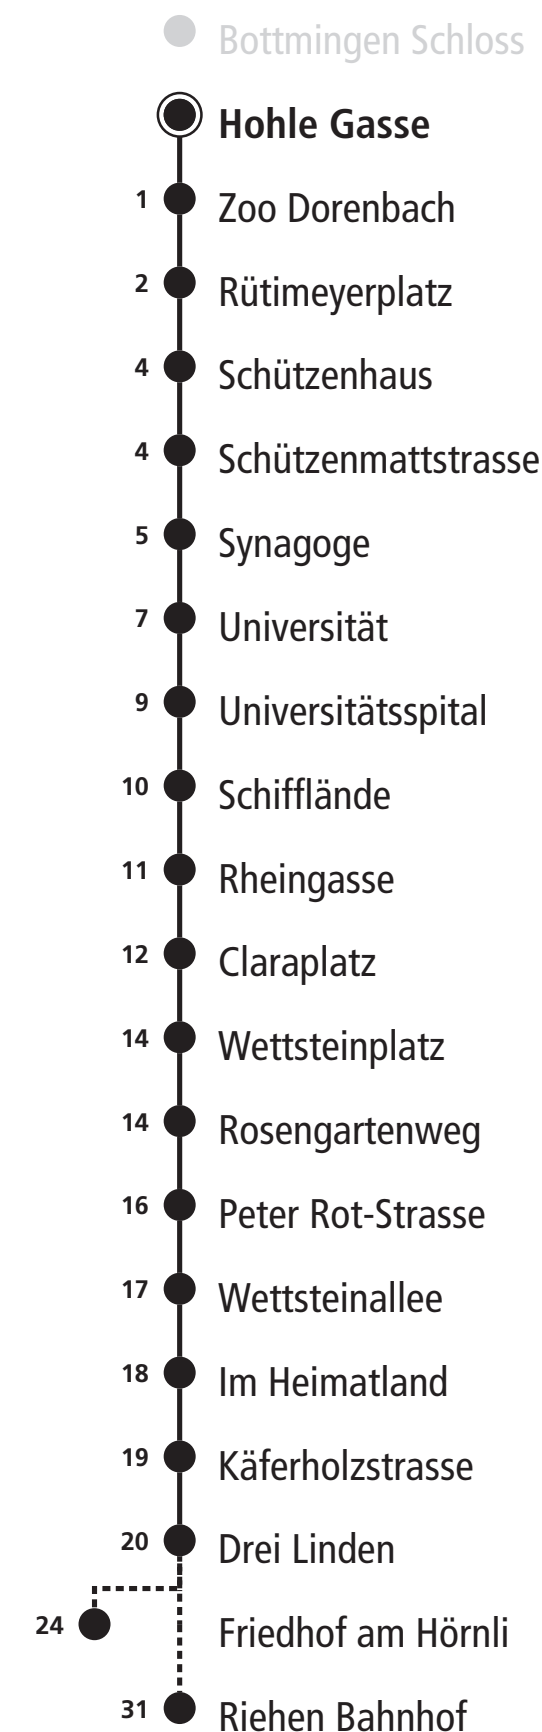 Bottmingen Schloss
Hohle Gasse
1 Zoo Dorenbach
2 Rütimeyerplatz
4 Schützenhaus
4 Schützenmattstrasse
5 Synagoge
7 Universität
9 Universitätsspital
10 Schifflände
11 Rheingasse
12 Claraplatz
14 Wettsteinplatz
14 Rosengartenweg
16 Peter Rot-Strasse
17 Wettsteinallee
18 Im Heimatland
19 Käferholzstrasse
20 Drei Linden
24 Friedhof am Hörnli
31 Riehen Bahnhof